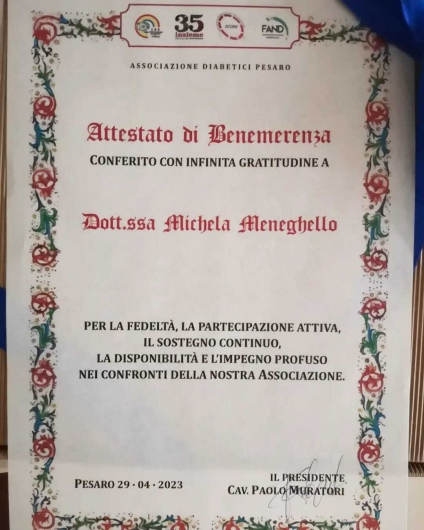 35
insieme
FAND
ASSOCIAZIONE DIABETICI PESARO
Attestato di Benemerenza
CONFERITO CON INFINITA GRATITUDINE A
Dott.ssa Michela Meneghello
PER LA FEDELTÀ, LA PARTECIPAZIONE ATTIVA,
IL SOSTEGNO CONTINUO,
LA DISPONIBILITÀ E L'IMPEGNO PROFUSO
NEI CONFRONTI DELLA NOSTRA ASSOCIAZIONE.
PESARO 29 · 04 · 2023
IL PRESIDENTE
CAV. PAOLO MURATORI